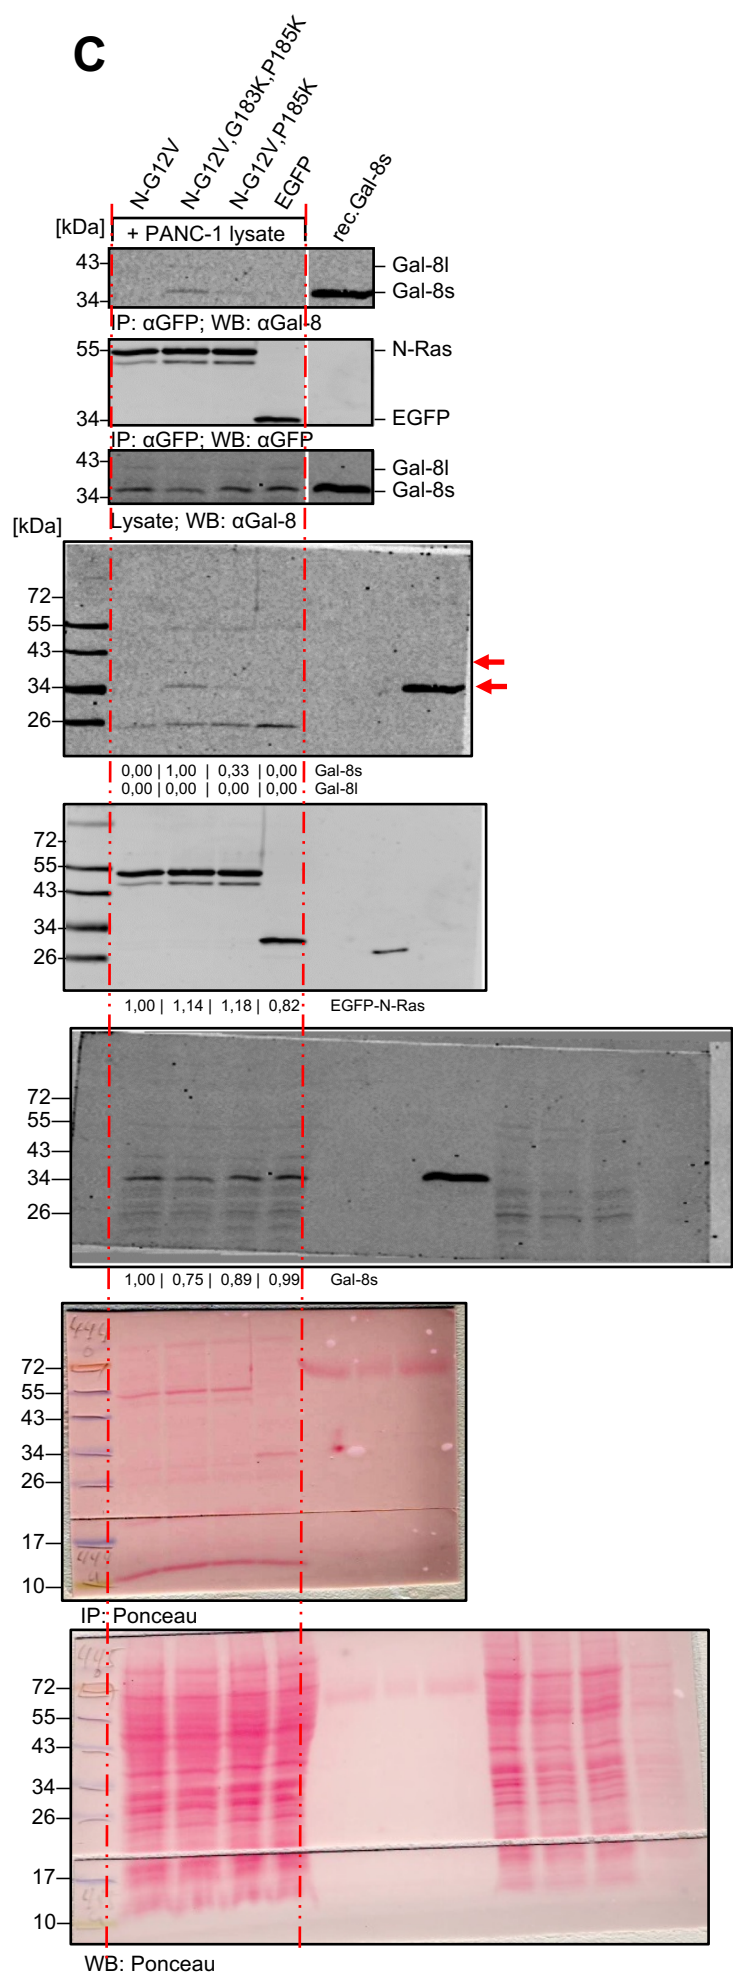 C
N-G12V
N-G12V,G183K,P185K
N-G12V,P185K
EGFP
rec.Gal-8s
[kDa]
+ PANC-1 lysate
43
Gal-8l
34
Gal-8s
IP: αGFP; WB: αGal-8
55
N-Ras
34
EGFP
IP: αGFP; WB: αGFP
43
Gal-8l
34
Gal-8s
Lysate; WB: αGal-8
[kDa]
72
55
43
34
26
0,00 | 1,00 | 0,33 | 0,00 Gal-8s
0,00 | 0,00 | 0,00 | 0,00 Gal-8l
72
55
43
34
26
1,00 | 1,14 | 1,18 | 0,82 EGFP-N-Ras
72
55
43
34
26
1,00 | 0,75 | 0,89 | 0,99 Gal-8s
72
55
43
34
26
17
10
IP: Ponceau
72
55
43
34
26
17
10
WB: Ponceau